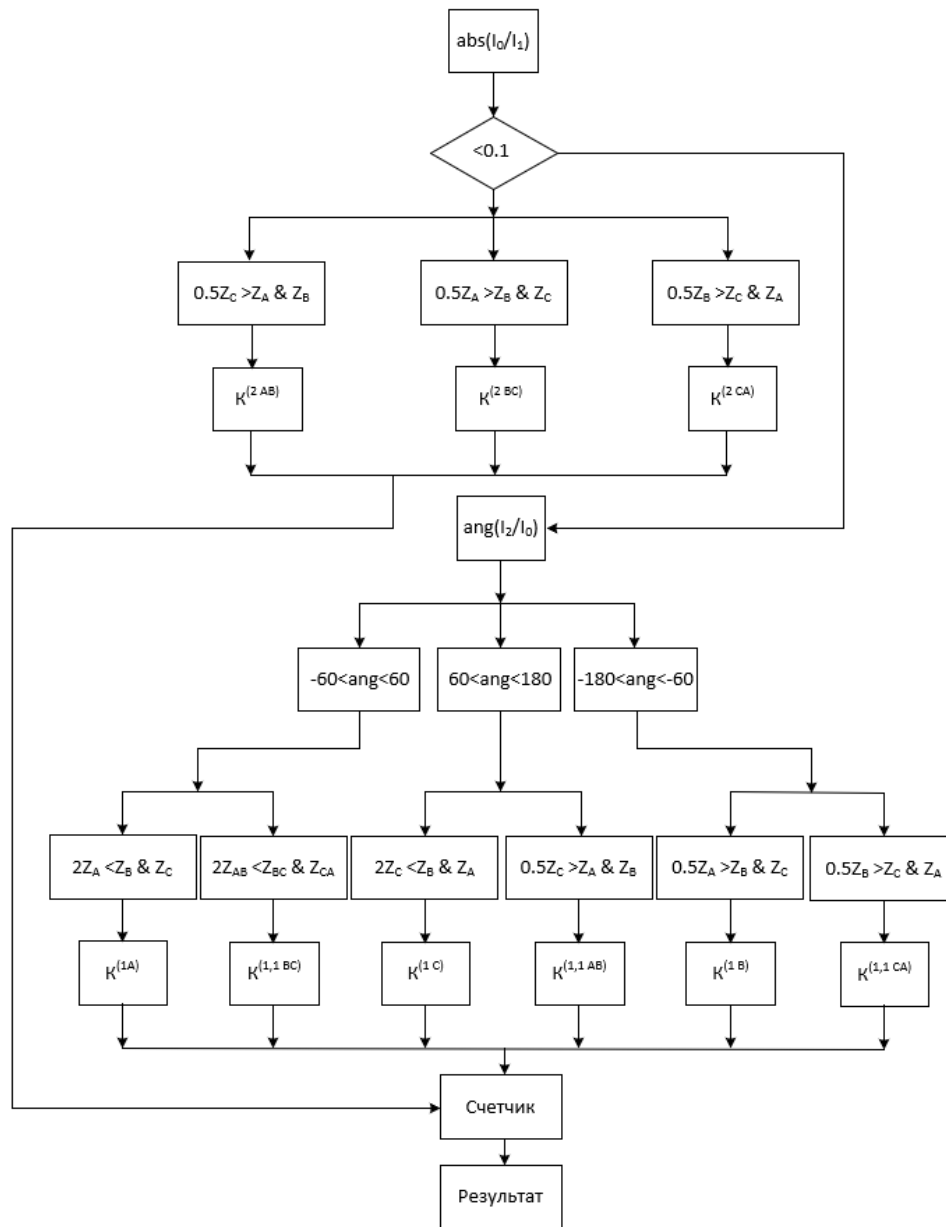 abs(I₀/I₁)
<0.1
0.5Z_C >Z_A & Z_B
0.5Z_A >Z_B & Z_C
0.5Z_B >Z_C & Z_A
К^(2 AB)
К^(2 BC)
К^(2 CA)
ang(I₂/I₀)
-60<ang<60
60<ang<180
-180<ang<-60
2Z_A <Z_B & Z_C
2Z_AB <Z_BC & Z_CA
2Z_C <Z_B & Z_A
0.5Z_C >Z_A & Z_B
0.5Z_A >Z_B & Z_C
0.5Z_B >Z_C & Z_A
К^(1A)
К^(1,1 BC)
К^(1 C)
К^(1,1 AB)
К^(1 B)
К^(1,1 CA)
Счетчик
Результат